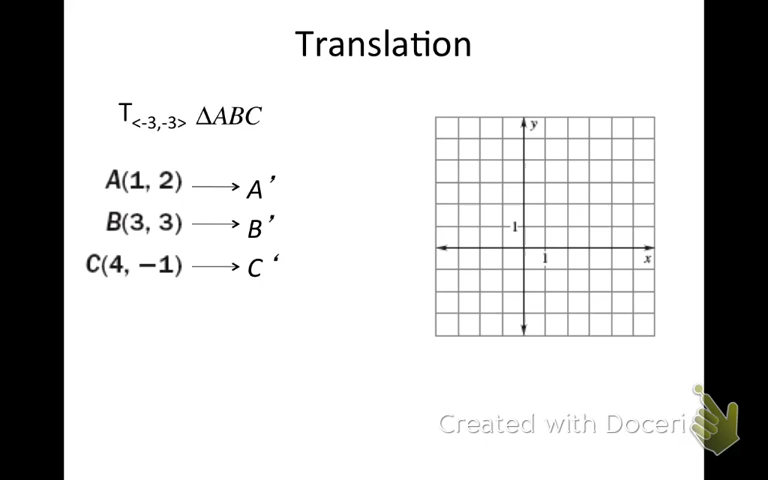 Translation
T<-3,-3> ΔABC
A(1, 2) ⟶ A’
B(3, 3) ⟶ B’
C(4, −1) ⟶ C‘
y
1
1
x
Created with Doceri